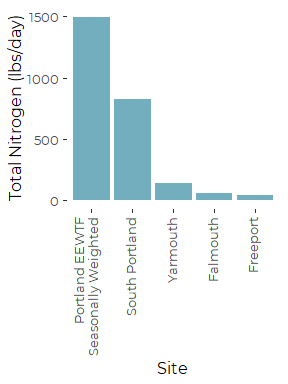 Total Nitrogen (lbs/day)
1500
1000
500
0
Portland EEWTF
Seasonally Weighted
South Portland
Yarmouth
Falmouth
Freeport
Site